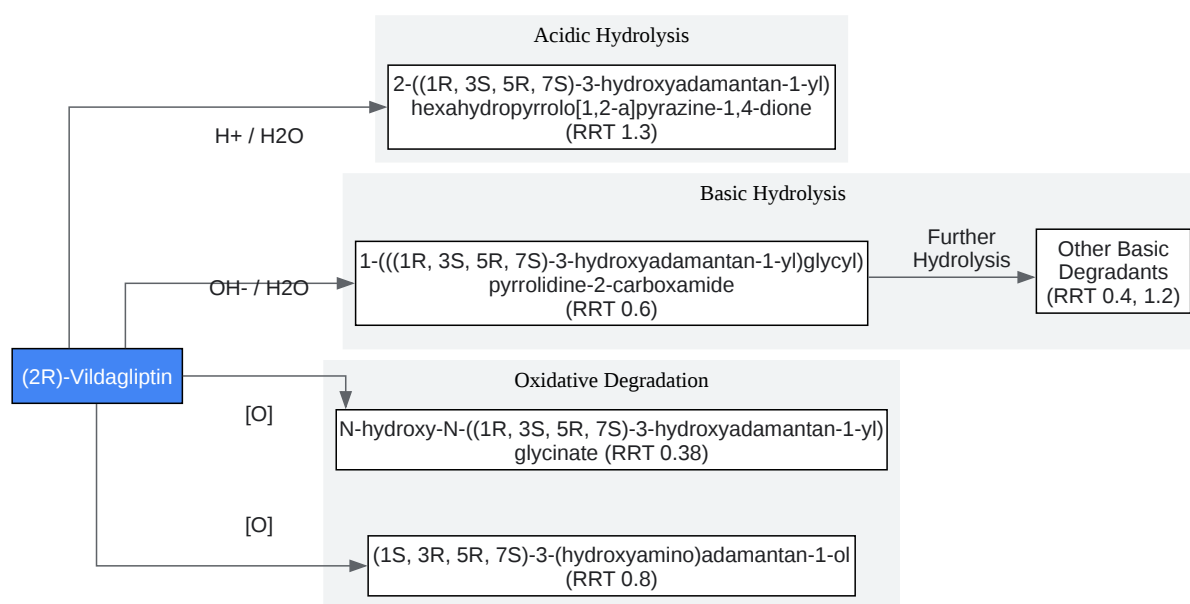 Acidic Hydrolysis
2-((1R, 3S, 5R, 7S)-3-hydroxyadamantan-1-yl)
hexahydropyrrolo[1,2-a]pyrazine-1,4-dione
(RRT 1.3)
H+ / H2O
Basic Hydrolysis
1-(((1R, 3S, 5R, 7S)-3-hydroxyadamantan-1-yl)glycyl)
pyrrolidine-2-carboxamide
(RRT 0.6)
Further
Hydrolysis
Other Basic
Degradants
(RRT 0.4, 1.2)
OH- / H2O
(2R)-Vildagliptin
Oxidative Degradation
[O]
N-hydroxy-N-((1R, 3S, 5R, 7S)-3-hydroxyadamantan-1-yl)
glycinate (RRT 0.38)
[O]
(1S, 3R, 5R, 7S)-3-(hydroxyamino)adamantan-1-ol
(RRT 0.8)